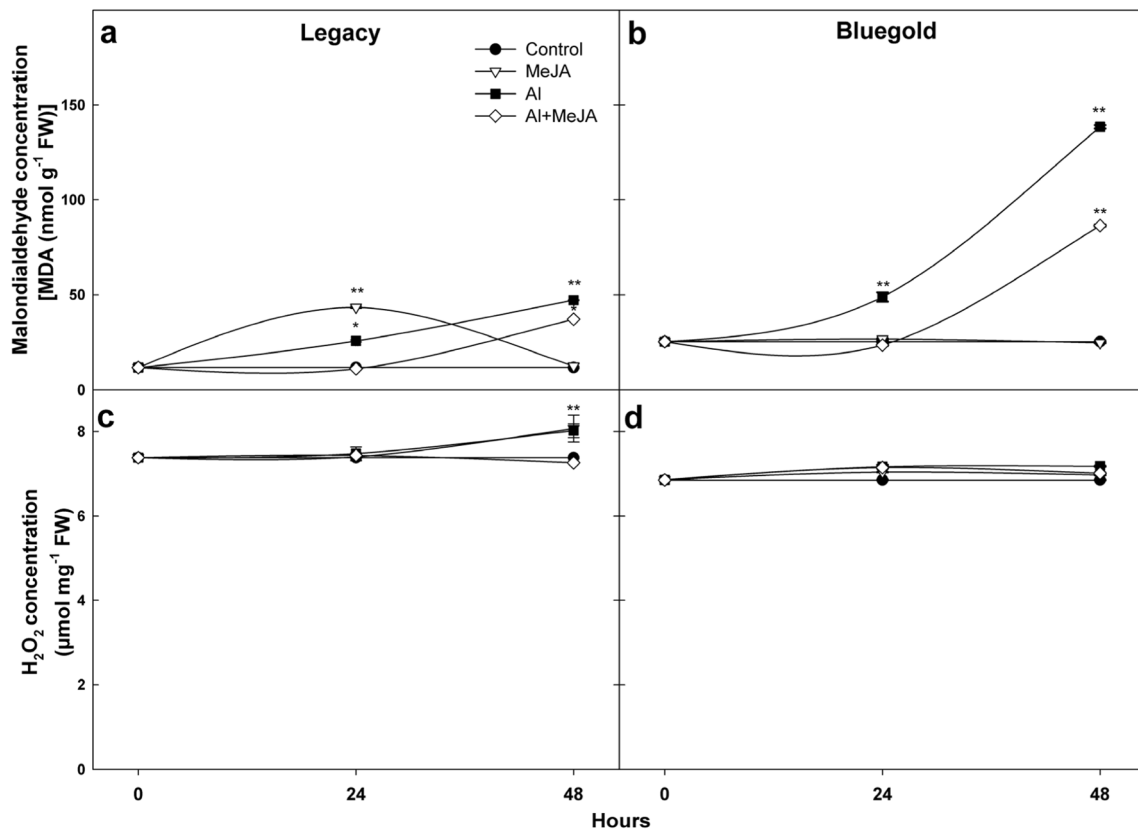 a
Legacy
Control
MeJA
Al
Al+MeJA
b
Bluegold
Malondialdehyde concentration
[MDA (nmol g⁻¹ FW)]
150
100
50
0
**
*
**
*
**
**
**
c
d
**
H₂O₂ concentration
(µmol mg⁻¹ FW)
8
6
4
2
0
0
24
48
0
24
48
Hours